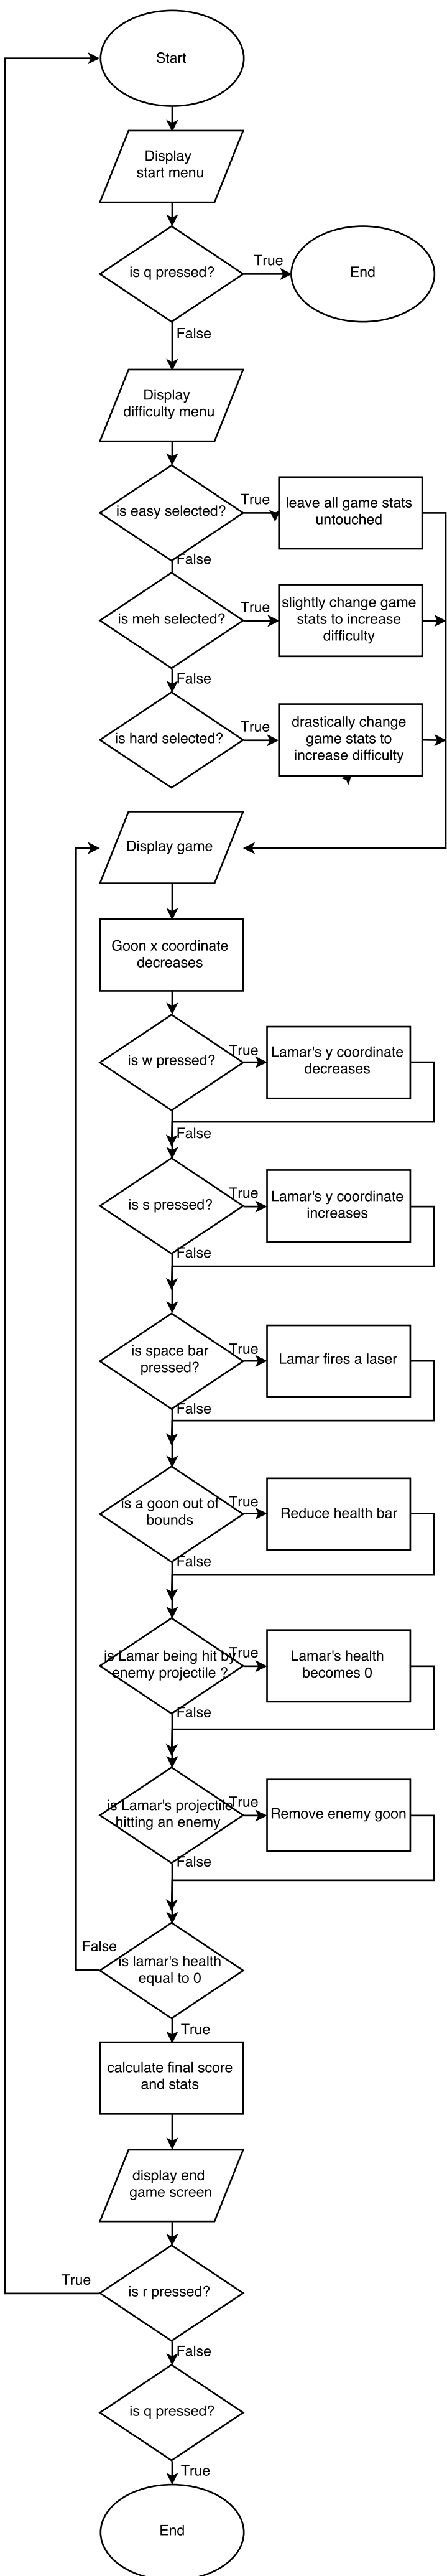 Start
Display
start menu
is q pressed?
True
End
False
Display
difficulty menu
is easy selected?
True
leave all game stats
untouched
False
is meh selected?
True
slightly change game
stats to increase
difficulty
False
is hard selected?
True
drastically change
game stats to
increase difficulty
Display game
Goon x coordinate
decreases
is w pressed?
True
Lamar's y coordinate
decreases
False
is s pressed?
True
Lamar's y coordinate
increases
False
is space bar
pressed?
True
Lamar fires a laser
False
is a goon out of
bounds
True
Reduce health bar
False
is Lamar being hit by
enemy projectile ?
True
Lamar's health
becomes 0
False
is Lamar's projectile
hitting an enemy
True
Remove enemy goon
False
is lamar's health
equal to 0
False
True
calculate final score
and stats
display end
game screen
is r pressed?
True
False
is q pressed?
True
End